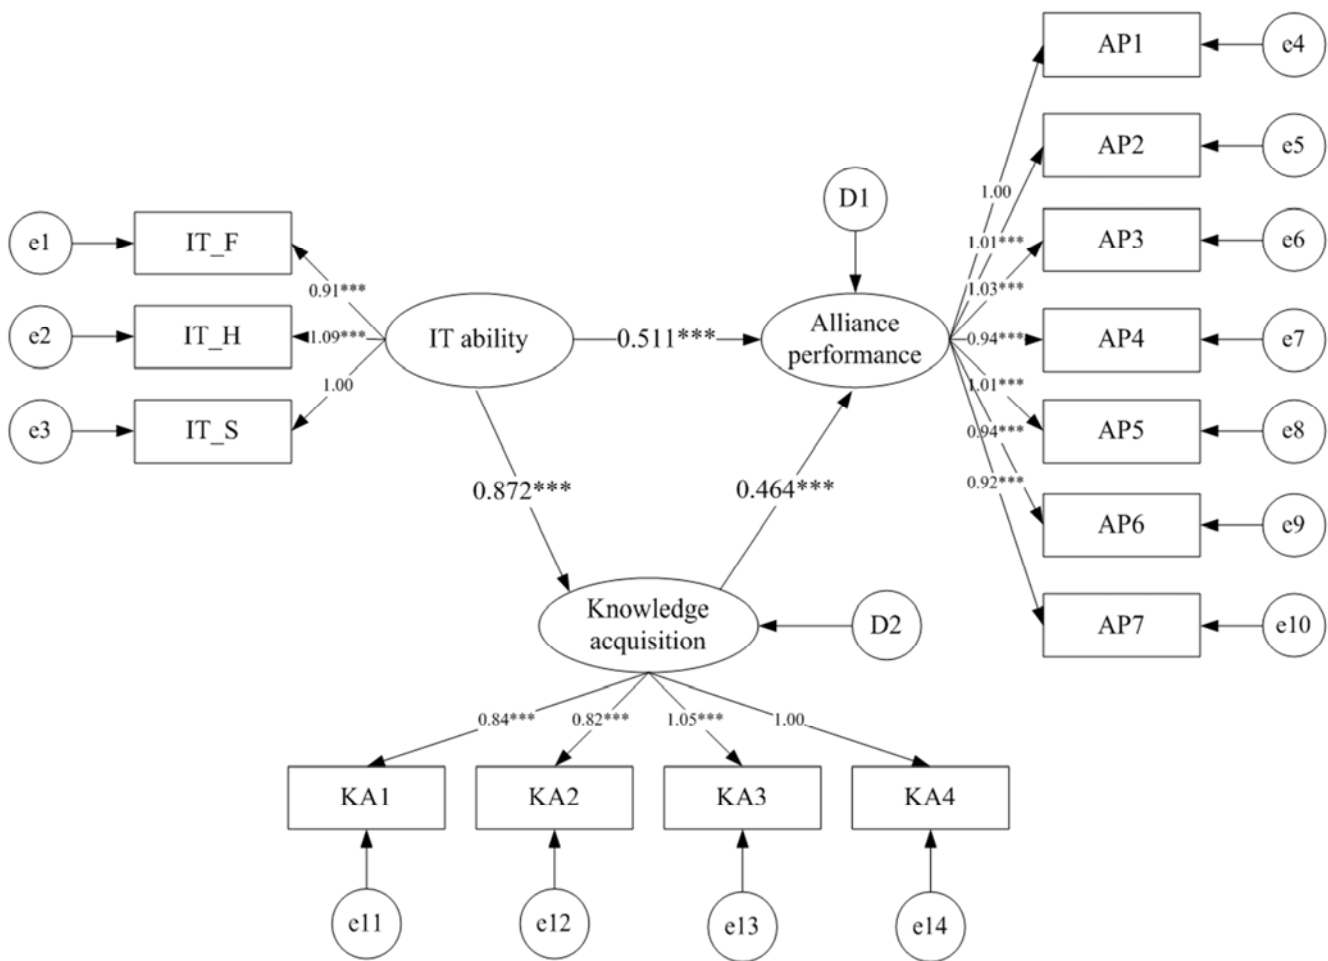 AP1
e4
AP2
e5
D1
1.00
e1
IT_F
1.01***
AP3
e6
0.91***
1.03***
e2
IT_H
1.09***
IT ability
0.511***
Alliance
performance
0.94***
AP4
e7
1.00
1.01***
e3
IT_S
0.94***
AP5
e8
0.872***
0.464***
0.92***
AP6
e9
Knowledge
acquisition
D2
AP7
e10
0.84***
0.82***
1.05***
1.00
KA1
KA2
KA3
KA4
e11
e12
e13
e14